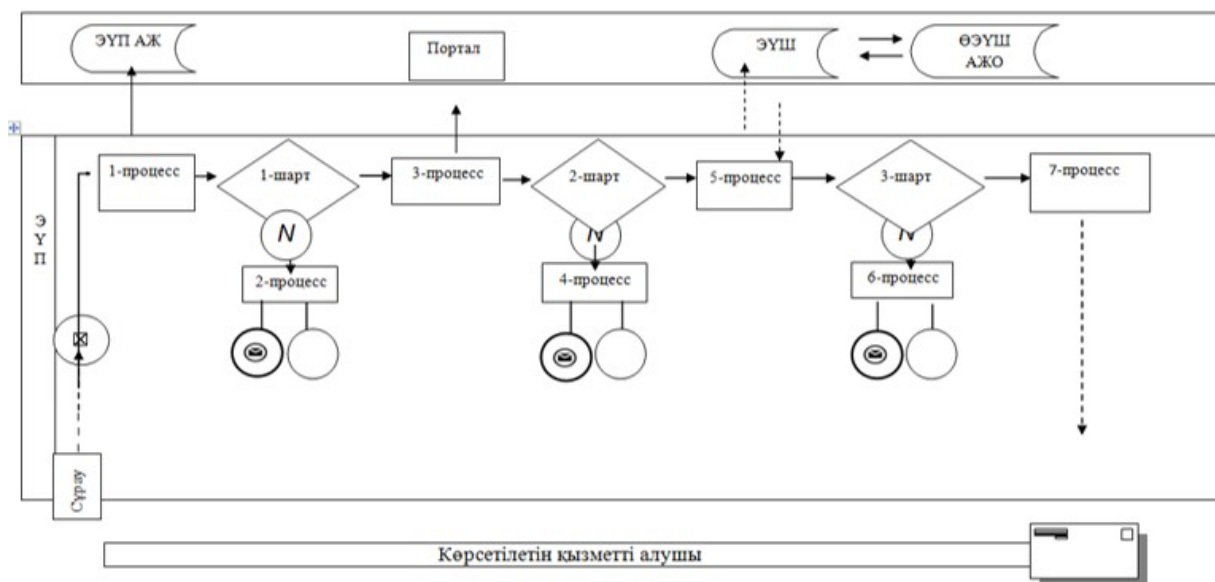 ЭҮП АЖ
Портал
ЭҮШ
ӨЭҮШ
АЖО
1-процесс
1-шарт
3-процесс
2-шарт
5-процесс
3-шарт
7-процесс
Э
Ү
П
N
N
N
2-процесс
4-процесс
6-процесс
Сұрау
Көрсетілетін қызметті алушы